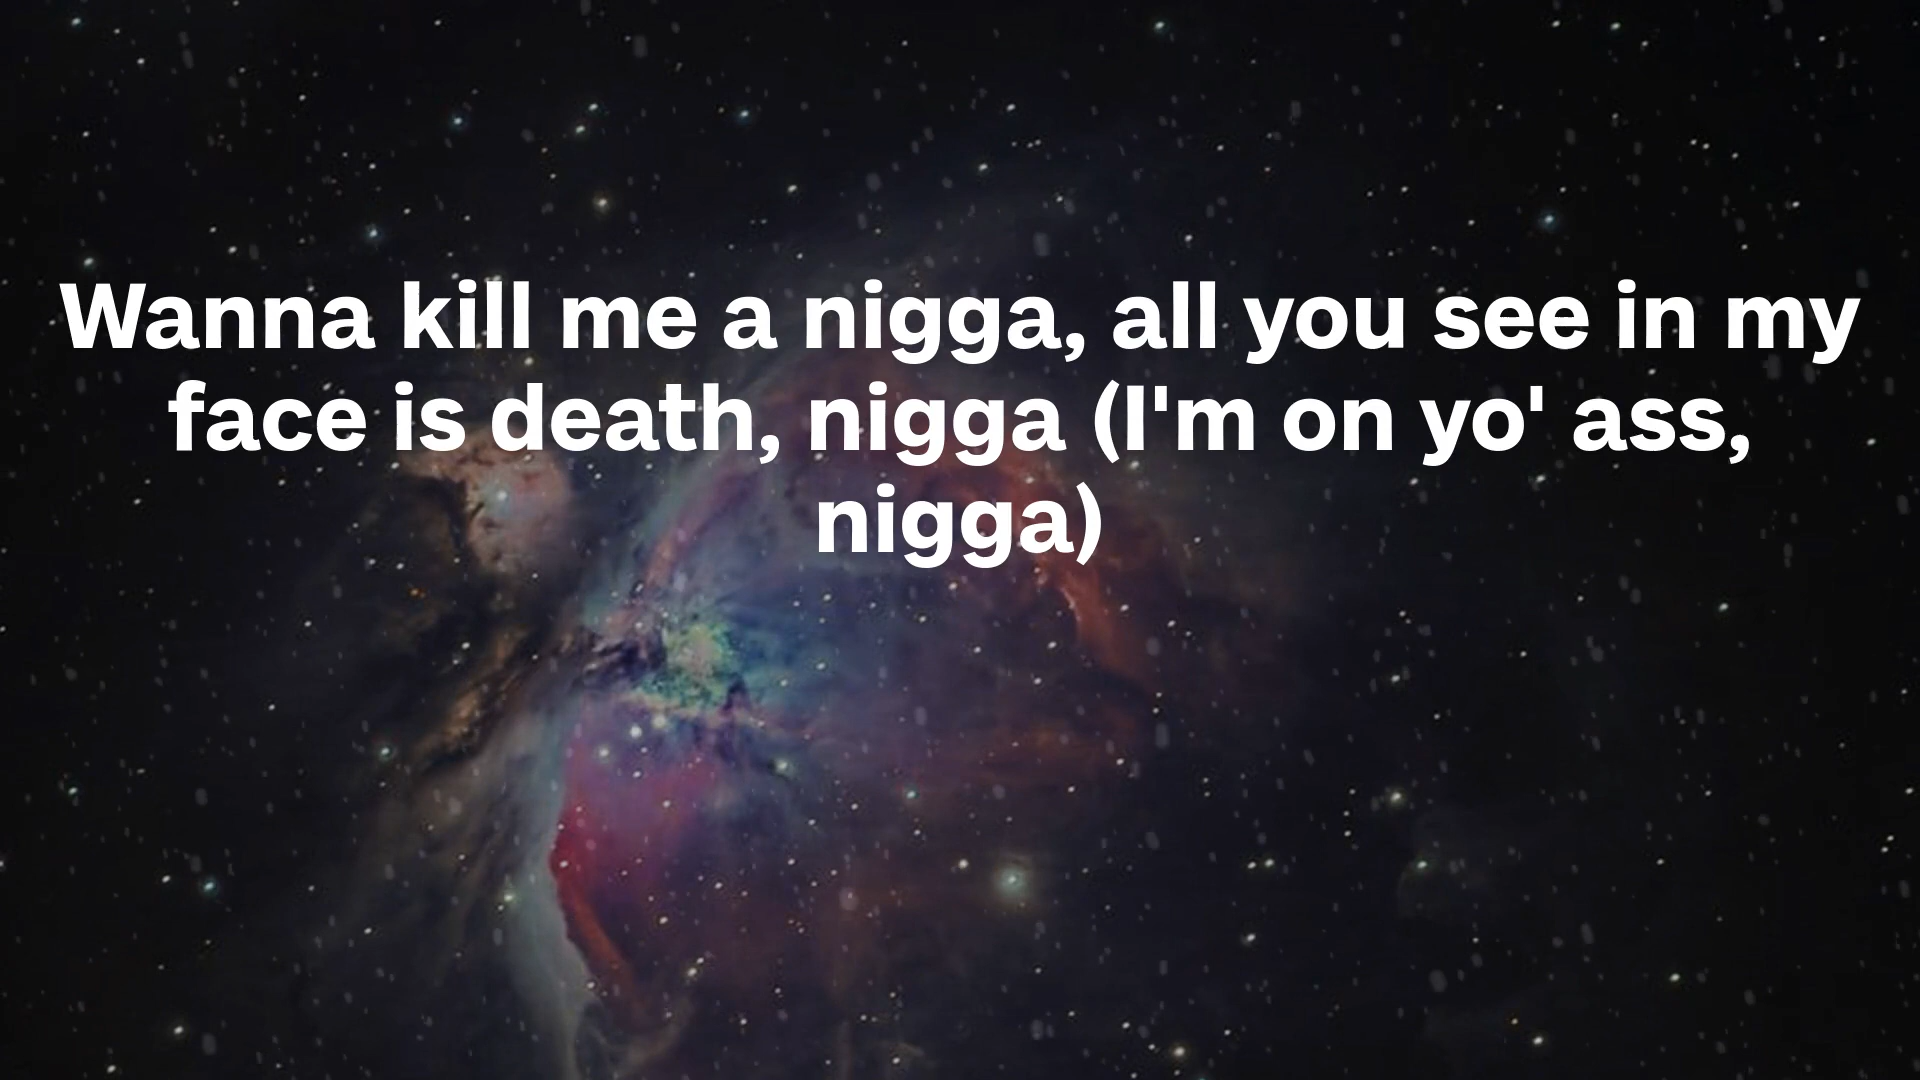 Wanna kill me a nigga, all you see in my
face is death, nigga (I'm on yo' ass,
nigga)